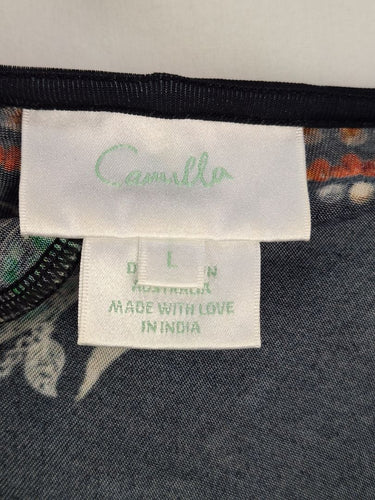 Camilla
L
AUSTRALIA
MADE WITH LOVE
IN INDIA